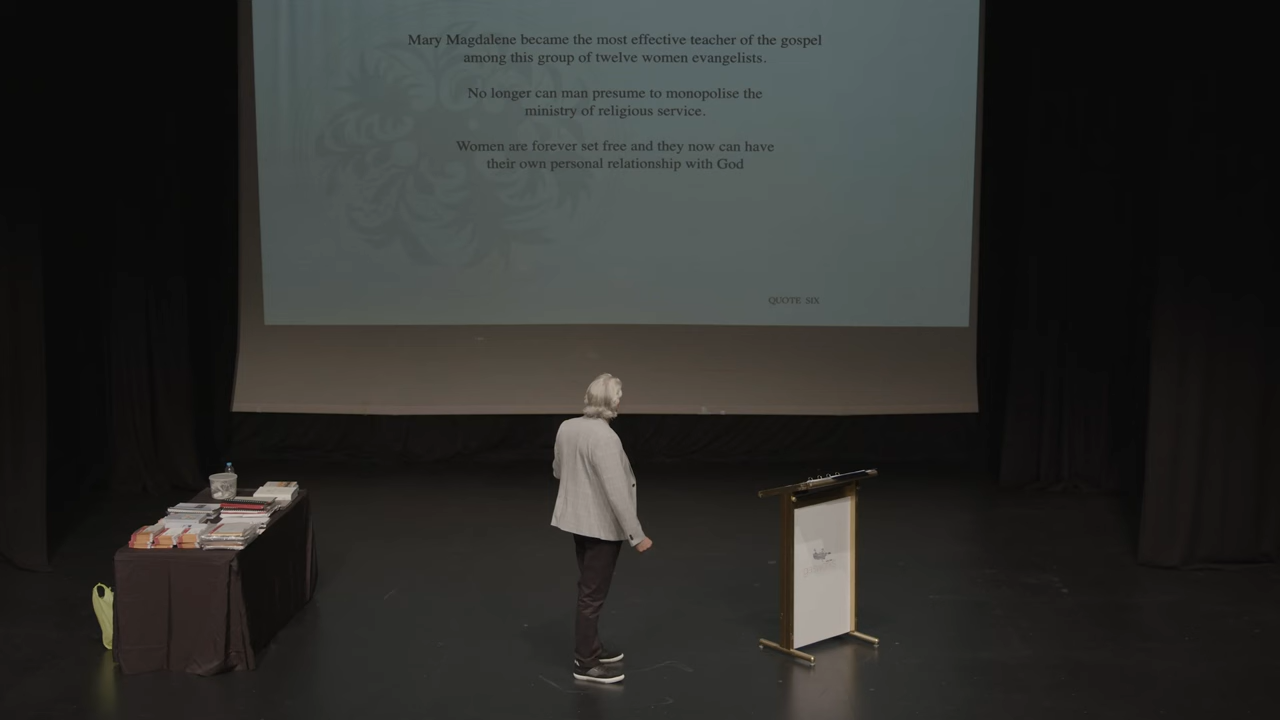 Mary Magdalene became the most effective teacher of the gospel
among this group of twelve women evangelists.
No longer can man presume to monopolise the
ministry of religious service.
Women are forever set free and they now can have
their own personal relationship with God
QUOTE SIX